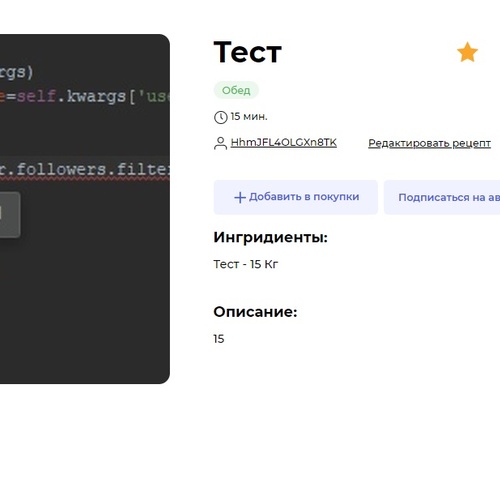 rgs)
=self.kwargs['use
r.followers.filter
Тест
Обед
15 мин.
HhmJFL4OLGXn8TK
Редактировать рецепт
Добавить в покупки
Подписаться на ав
Ингридиенты:
Тест - 15 Кг
Описание:
15